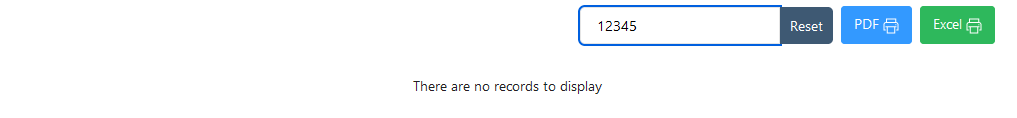 12345 Reset PDF Excel
There are no records to display